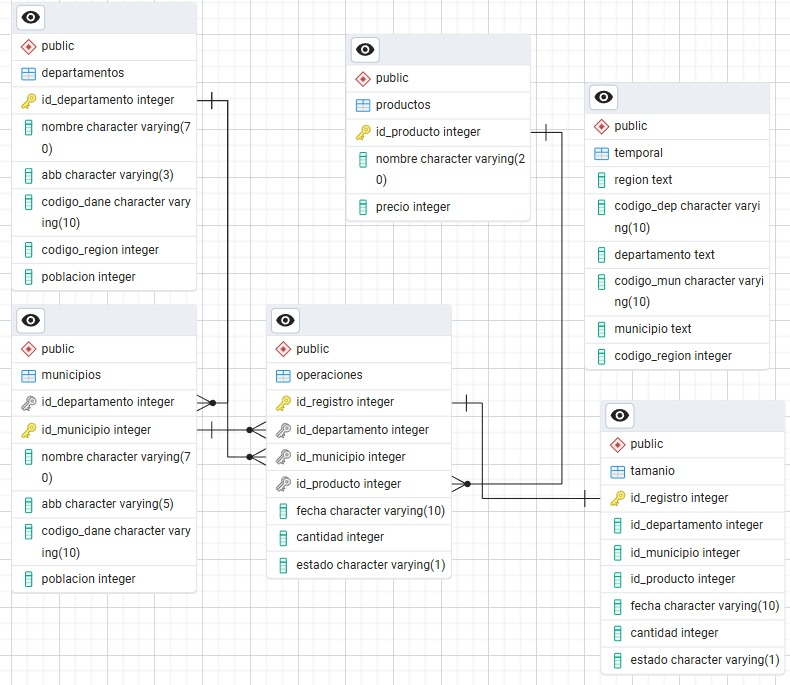 public
departamentos
id_departamento integer
nombre character varying(7
0)
abb character varying(3)
codigo_dane character vary
ing(10)
codigo_region integer
poblacion integer
public
productos
id_producto integer
nombre character varying(2
0)
precio integer
public
temporal
region text
codigo_dep character varyi
ng(10)
departamento text
codigo_mun character varyi
ng(10)
municipio text
codigo_region integer
public
municipios
id_departamento integer
id_municipio integer
nombre character varying(7
0)
abb character varying(5)
codigo_dane character vary
ing(10)
poblacion integer
public
operaciones
id_registro integer
id_departamento integer
id_municipio integer
id_producto integer
fecha character varying(10)
cantidad integer
estado character varying(1)
public
tamanio
id_registro integer
id_departamento integer
id_municipio integer
id_producto integer
fecha character varying(10)
cantidad integer
estado character varying(1)